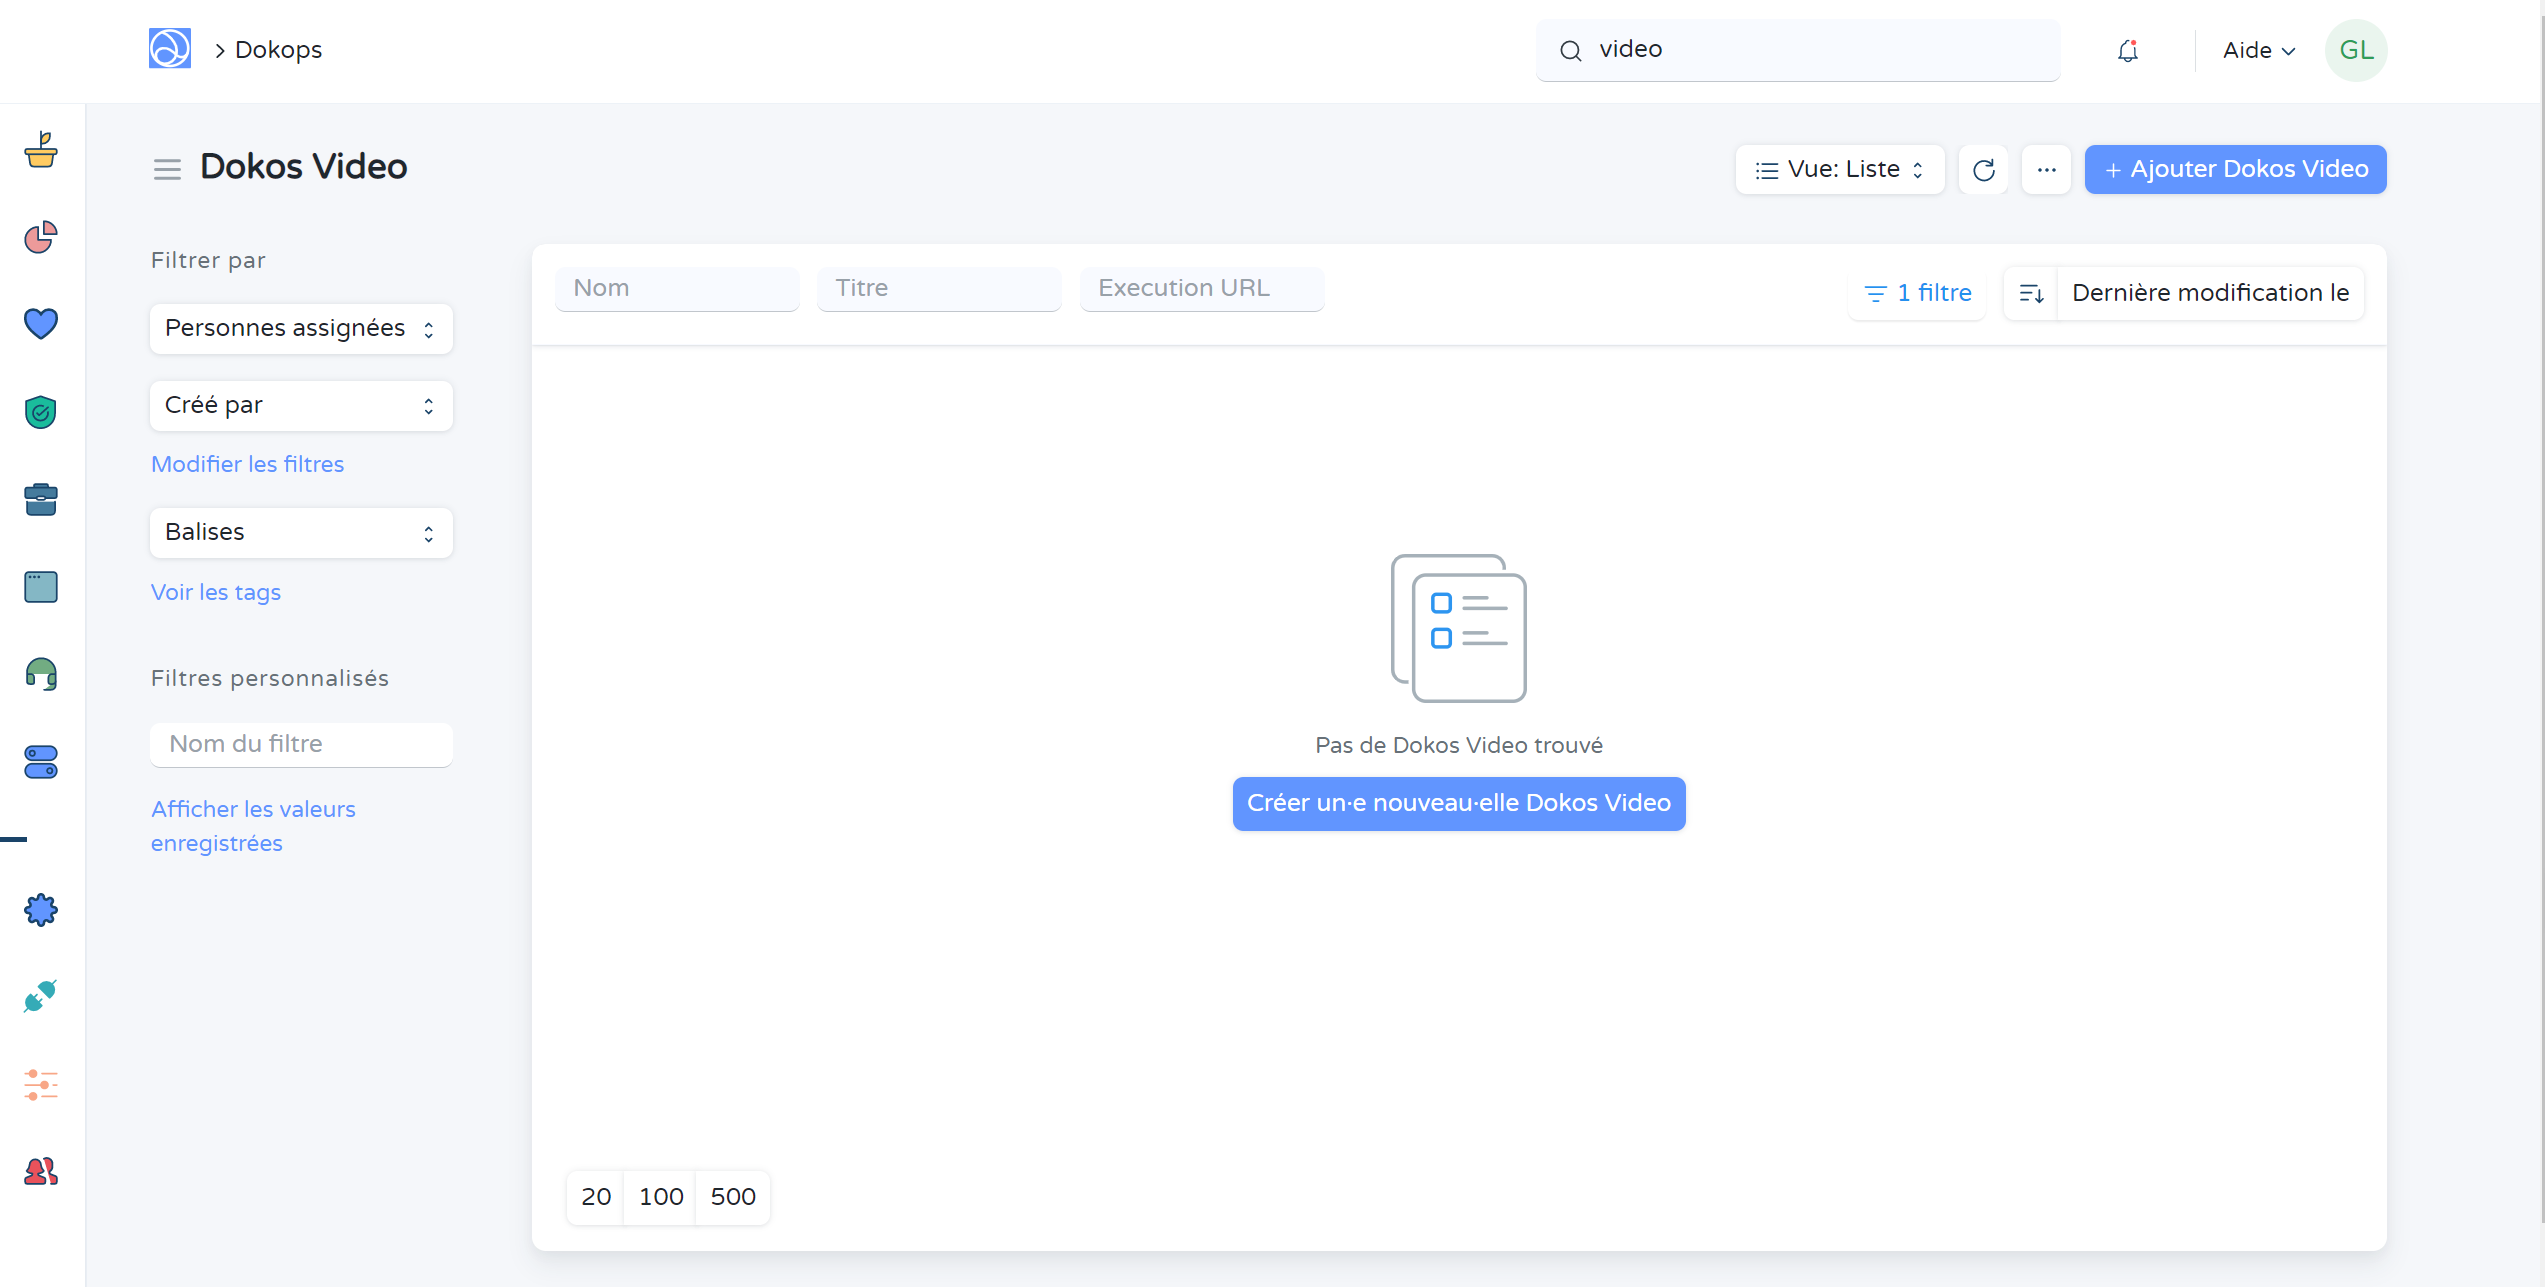 Dokops
video
Aide
GL
Dokos Video
Vue: Liste
Ajouter Dokos Video
Filtrer par
Personnes assignées
Créé par
Modifier les filtres
Balises
Voir les tags
Filtres personnalisés
Nom du filtre
Afficher les valeurs
enregistrées
Nom
Titre
Execution URL
1 filtre
Dernière modification le
Pas de Dokos Video trouvé
Créer un·e nouveau·elle Dokos Video
20
100
500